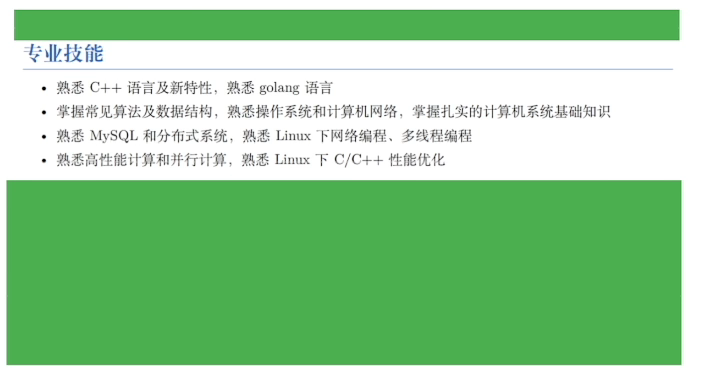 专业技能
• 熟悉 C++ 语言及新特性，熟悉 golang 语言
• 掌握常见算法及数据结构，熟悉操作系统和计算机网络，掌握扎实的计算机系统基础知识
• 熟悉 MySQL 和分布式系统，熟悉 Linux 下网络编程、多线程编程
• 熟悉高性能计算和并行计算，熟悉 Linux 下 C/C++ 性能优化